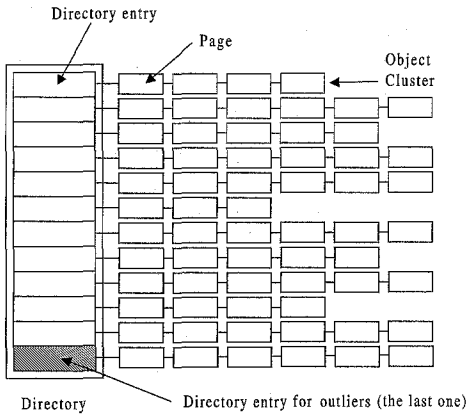 Directory entry
Page
Object
Cluster
Directory
Directory entry for outliers (the last one)